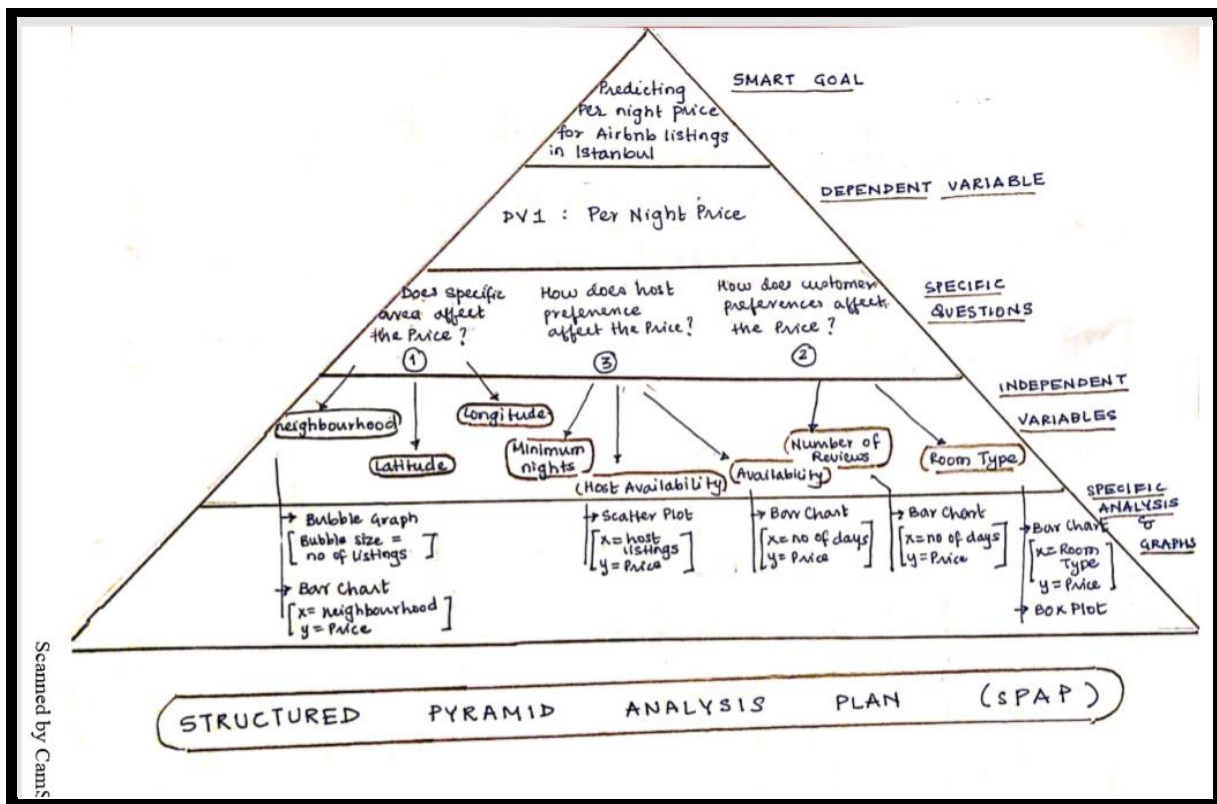 SMART GOAL
Predicting
Per night price
for Airbnb listings
in Istanbul
DEPENDENT VARIABLE
DV1 : Per Night Price
SPECIFIC
QUESTIONS
Does specific
area affect
the Price?
1
How does host
preference
affect the Price?
3
How does customer
preferences affect
the Price?
2
INDEPENDENT
VARIABLES
neighbourhood
Latitude
Longitude
Minimum
nights
Host Availability
Availability
Number of
Reviews
Room Type
SPECIFIC
ANALYSIS
&
GRAPHS
Bubble Graph
[Bubble size =
no of listings]
Bar Chart
[x= neighbourhood
y= Price]
Scatter Plot
[x= host
listings
y= Price]
Bar Chart
[x= no of days
y= Price]
Bar Chart
[x= no of days
y= Price]
Bar Chart
[x= Room
Type
y= Price]
Box Plot
STRUCTURED PYRAMID ANALYSIS PLAN (SPAP)
Scanned by CamS